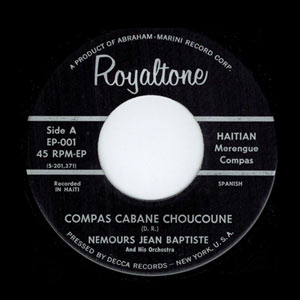 A PRODUCT OF ABRAHAM - MARINI RECORD CORP.
Royaltone
Side A
EP-001
45 RPM-EP
(S-201,371)
HAITIAN
Merengue
Compas
Recorded
IN HAITI
SPANISH
COMPAS CABANE CHOUCOUNE
(D. R.)
NEMOURS JEAN BAPTISTE
And His Orchestra
PRESSED BY DECCA RECORDS - NEW YORK, U.S.A.